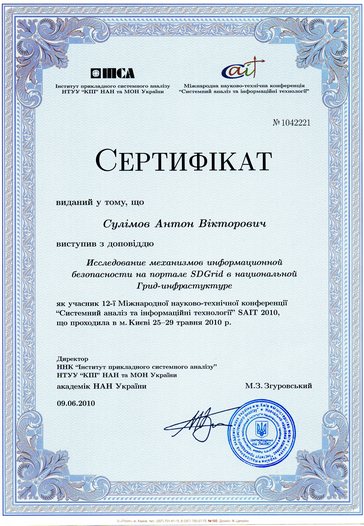 ІПСА
Інститут прикладного системного аналізу
НТУУ “КПІ” НАН та МОН України
САІТ
Міжнародна науково-технічна конференція
“Системний аналіз та інформаційні технології”
№ 1042221
СЕРТИФІКАТ
виданий у тому, що
Сулімов Антон Вікторович
виступив з доповіддю
Исследование механизмов информационной
безопасности на портале SDGrid в национальной
Грид-инфрастуктуре
як учасник 12-ї Міжнародної науково-технічної конференції
“Системний аналіз та інформаційні технології” SAIT 2010,
що проходила в м. Києві 25–29 травня 2010 р.
Директор
ННК “Інститут прикладного системного аналізу”
НТУУ “КПІ” НАН та МОН України
академік НАН України
М.З. Згуровський
09.06.2010